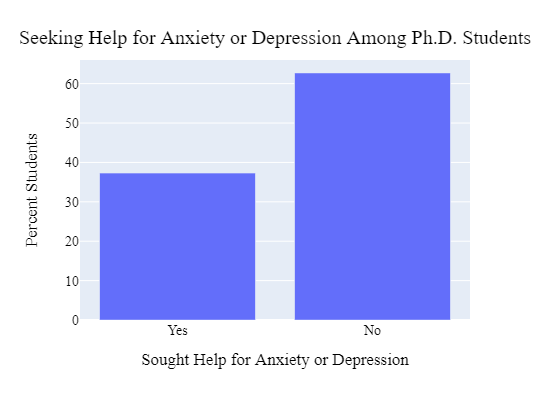 Seeking Help for Anxiety or Depression Among Ph.D. Students
Percent Students
60
50
40
30
20
10
0
Yes No
Sought Help for Anxiety or Depression